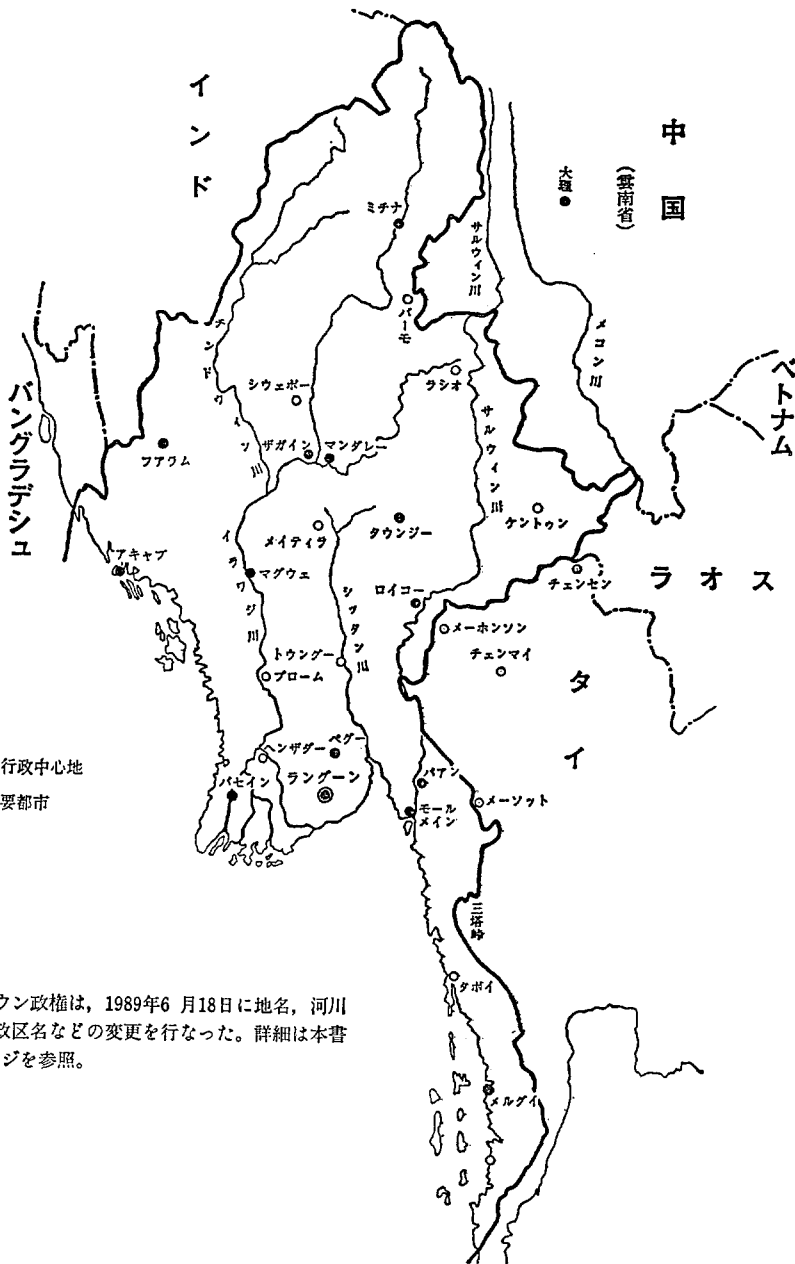 インド
中国
(雲南省)
大理
ミチナ
サルウィン川
バーモ
メコン川
ベトナム
チンドウィン川
バングラデシュ
シウェボー
ラシオ
サルウィン川
ファラム
ザガイン
マンダレー
メイティラ
タウンジー
ケントゥン
アキャブ
イラワジ川
マグウェ
シッタン川
ロイコー
チェンセン
ラオス
メーホンソン
チェンマイ
トウングー
プローム
タイ
ヘンザダー
ペグー
行政中心地
バセイン
ラングーン
パアン
要都市
モールメイン
メーソット
三塔峠
タボイ
ウン政権は，1989年6月18日に地名，河川
政区名などの変更を行なった。詳細は本書
ジを参照。
メルグイ